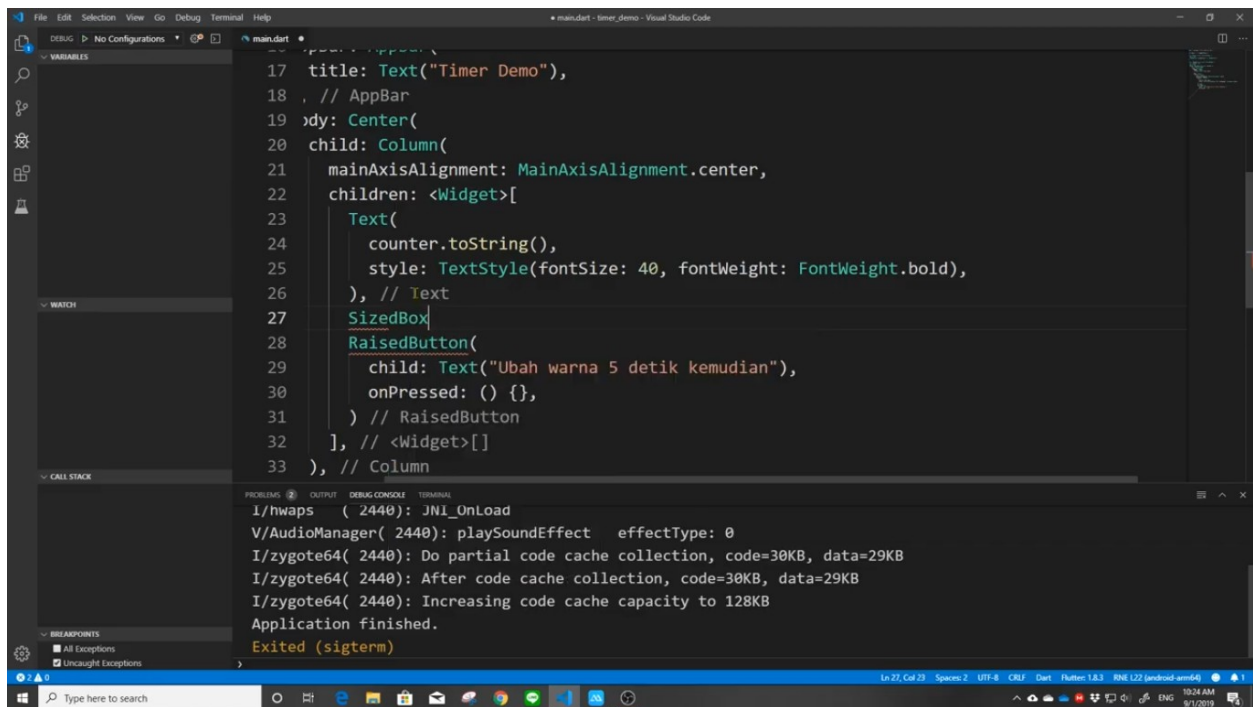 File Edit Selection View Go Debug Terminal Help
● main.dart - timer_demo - Visual Studio Code
DEBUG No Configurations
main.dart ●
VARIABLES
WATCH
CALL STACK
BREAKPOINTS
All Exceptions
Uncaught Exceptions
17 title: Text("Timer Demo"),
18 , // AppBar
19 ody: Center(
20 child: Column(
21 mainAxisAlignment: MainAxisAlignment.center,
22 children: <Widget>[
23 Text(
24 counter.toString(),
25 style: TextStyle(fontSize: 40, fontWeight: FontWeight.bold),
26 ), // Text
27 SizedBox
28 RaisedButton(
29 child: Text("Ubah warna 5 detik kemudian"),
30 onPressed: () {},
31 ) // RaisedButton
32 ], // <Widget>[]
33 ), // Column
PROBLEMS 2 OUTPUT DEBUG CONSOLE TERMINAL
I/hwaps ( 2440): JNI_OnLoad
V/AudioManager( 2440): playSoundEffect effectType: 0
I/zygote64( 2440): Do partial code cache collection, code=30KB, data=29KB
I/zygote64( 2440): After code cache collection, code=30KB, data=29KB
I/zygote64( 2440): Increasing code cache capacity to 128KB
Application finished.
Exited (sigterm)
2 0
Ln 27, Col 23 Spaces: 2 UTF-8 CRLF Dart Flutter: 1.8.3 RNE L22 (android-arm64) 1
Type here to search
ENG
10:24 AM
9/1/2019